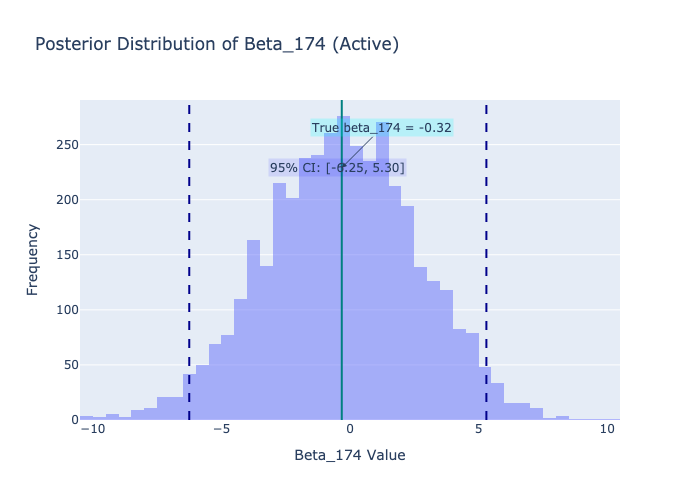 Posterior Distribution of Beta_174 (Active)
True beta_174 = -0.32
95% CI: [-6.25, 5.30]
Frequency
250
200
150
100
50
0
−10
−5
0
5
10
Beta_174 Value